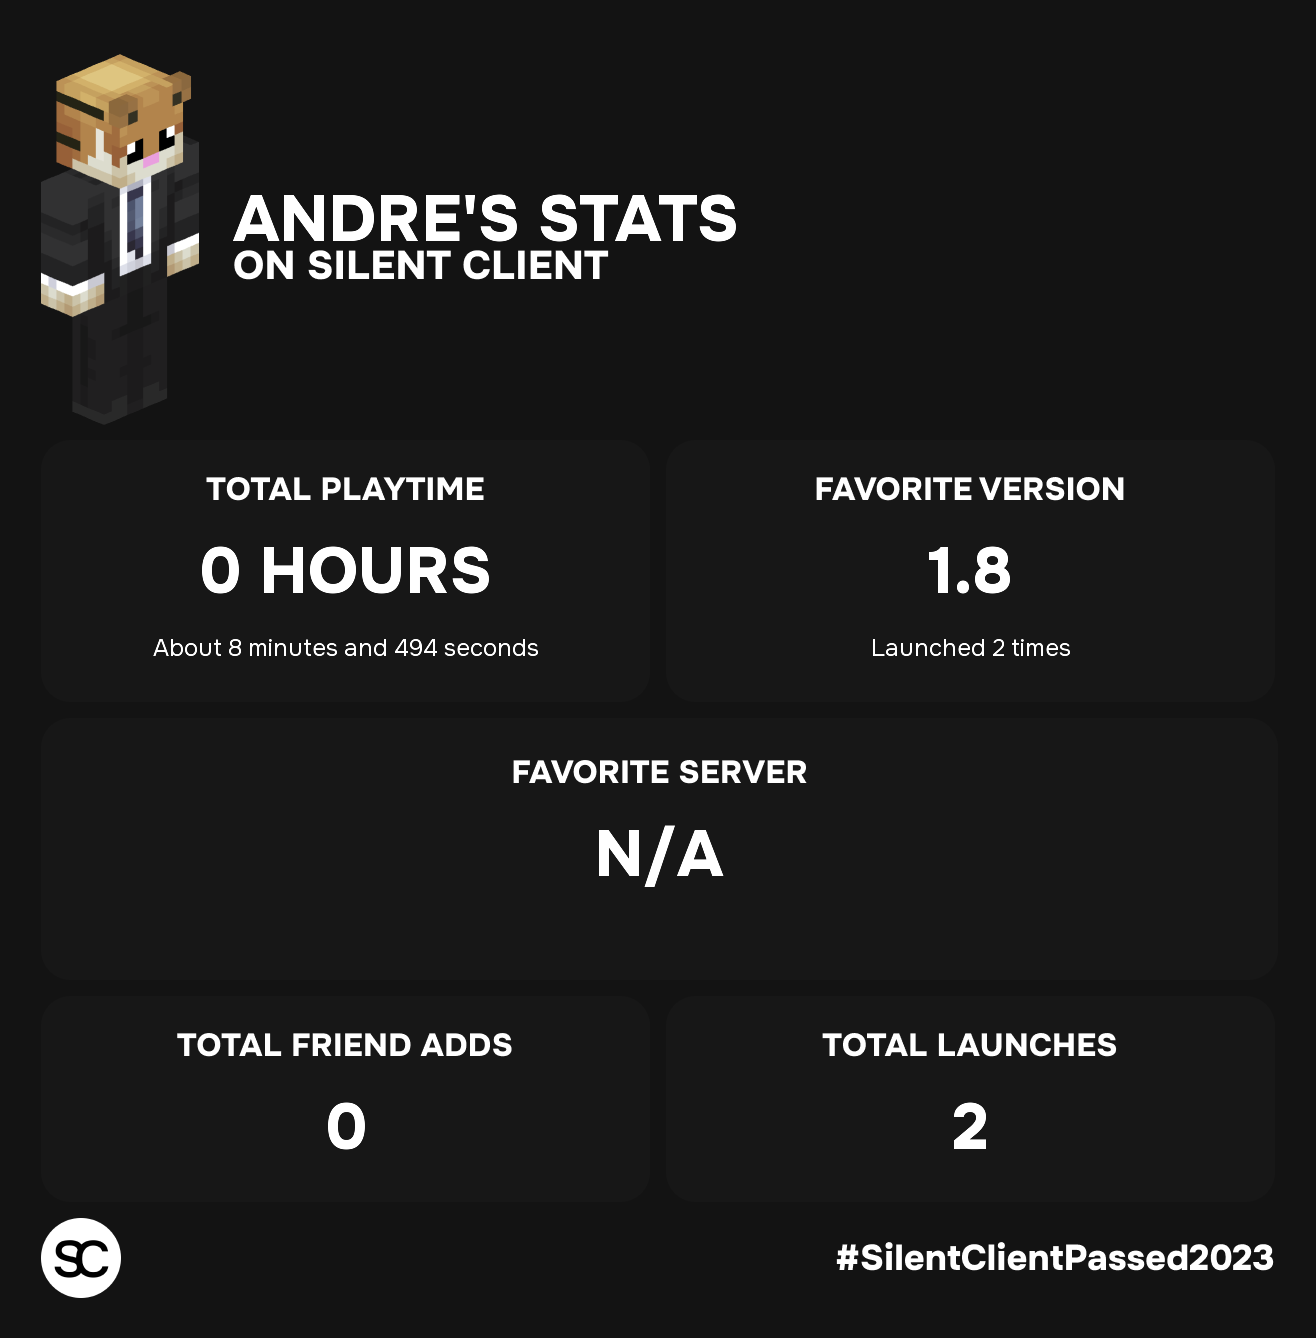 ANDRE'S STATS
ON SILENT CLIENT
TOTAL PLAYTIME
0 HOURS
About 8 minutes and 494 seconds
FAVORITE VERSION
1.8
Launched 2 times
FAVORITE SERVER
N/A
TOTAL FRIEND ADDS
0
TOTAL LAUNCHES
2
SC
#SilentClientPassed2023